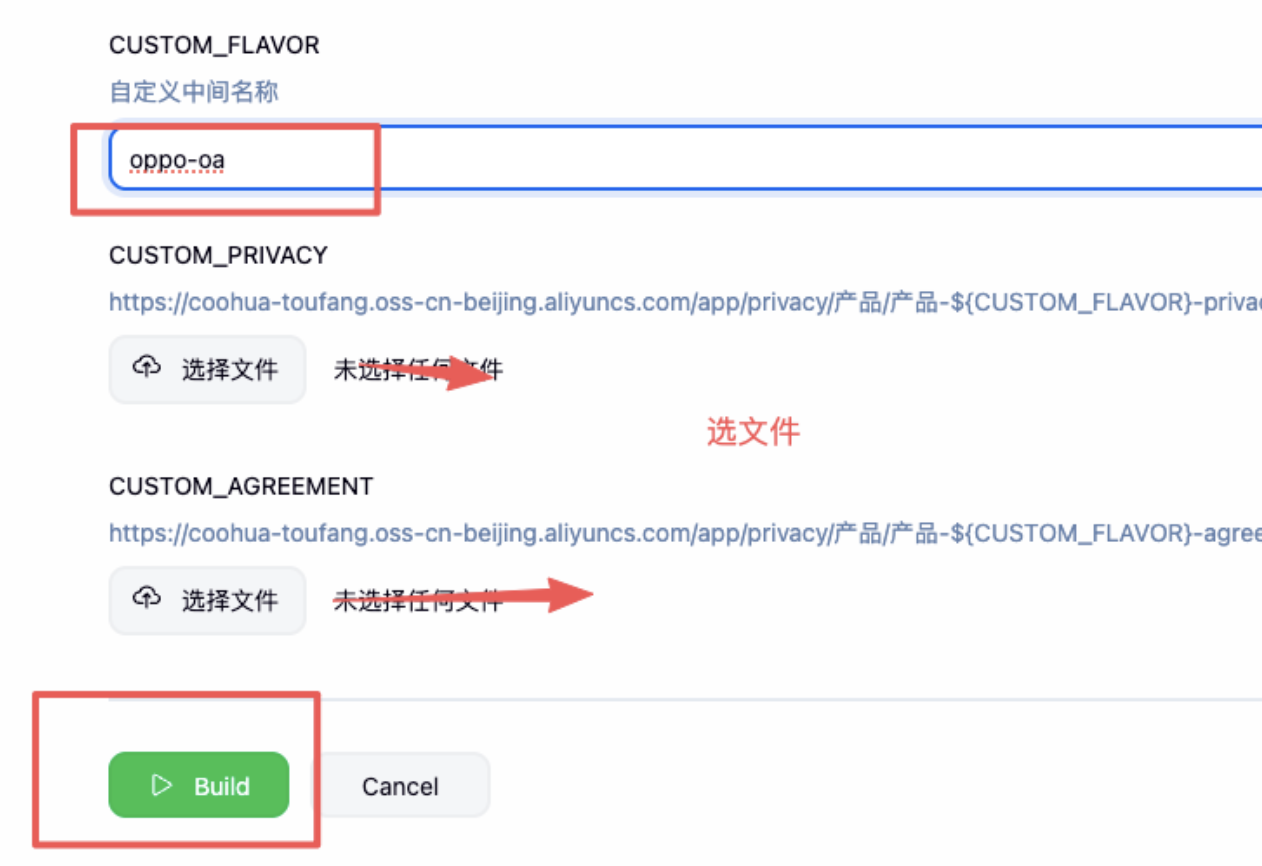 CUSTOM_FLAVOR
自定义中间名称
oppo-oa
CUSTOM_PRIVACY
https://coohua-toufang.oss-cn-beijing.aliyuncs.com/app/privacy/产品/产品-${CUSTOM_FLAVOR}-priva
选择文件 未选择任何文件
选文件
CUSTOM_AGREEMENT
https://coohua-toufang.oss-cn-beijing.aliyuncs.com/app/privacy/产品/产品-${CUSTOM_FLAVOR}-agree
选择文件 未选择任何文件
Build Cancel